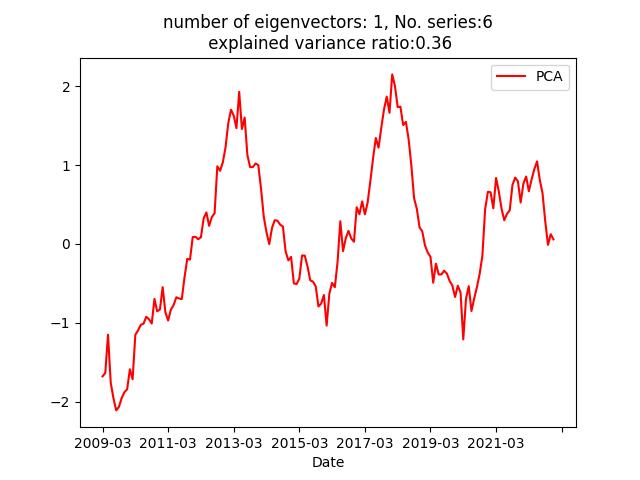 number of eigenvectors: 1, No. series:6
explained variance ratio:0.36
PCA
2
1
0
−1
−2
2009-03 2011-03 2013-03 2015-03 2017-03 2019-03 2021-03
Date